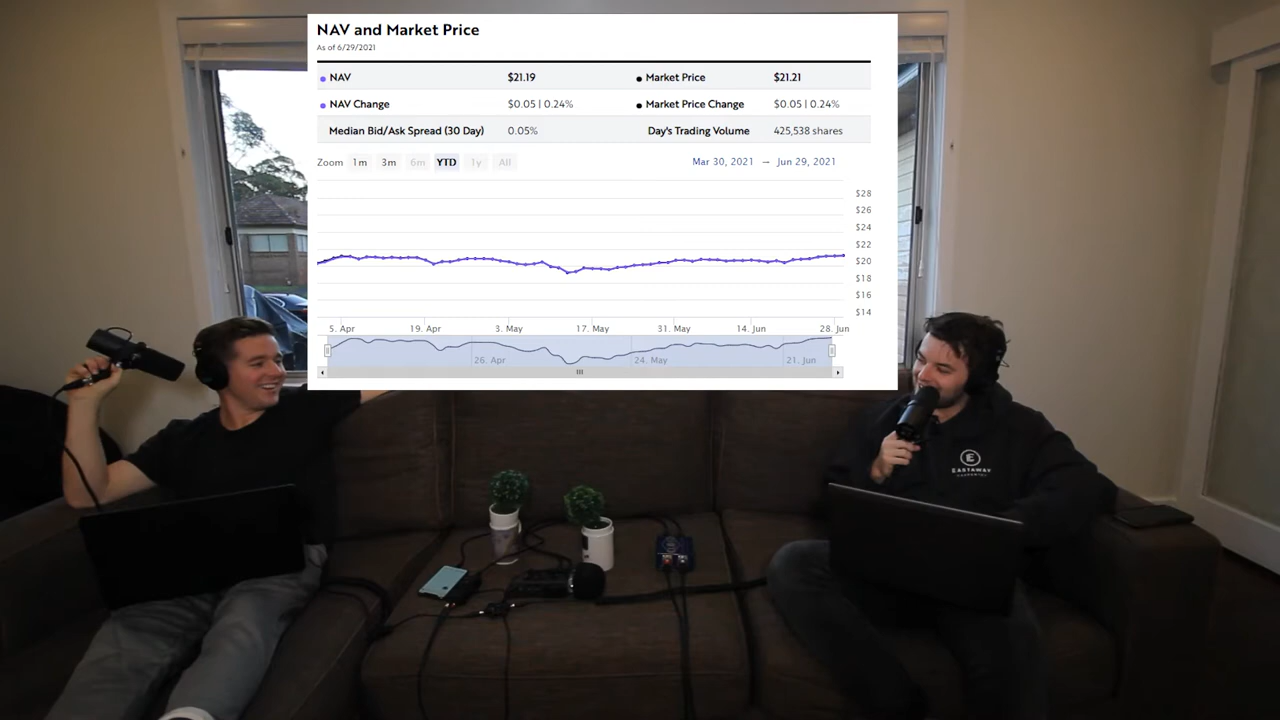 NAV and Market Price
As of 6/29/2021
NAV $21.19 Market Price $21.21
NAV Change $0.05 | 0.24% Market Price Change $0.05 | 0.24%
Median Bid/Ask Spread (30 Day) 0.05% Day's Trading Volume 425,538 shares
Zoom 1m 3m 6m YTD 1y All Mar 30, 2021 → Jun 29, 2021
$28
$26
$24
$22
$20
$18
$16
$14
5. Apr 19. Apr 3. May 17. May 31. May 14. Jun 28. Jun
26. Apr 24. May 21. Jun
E
EASTAWAY